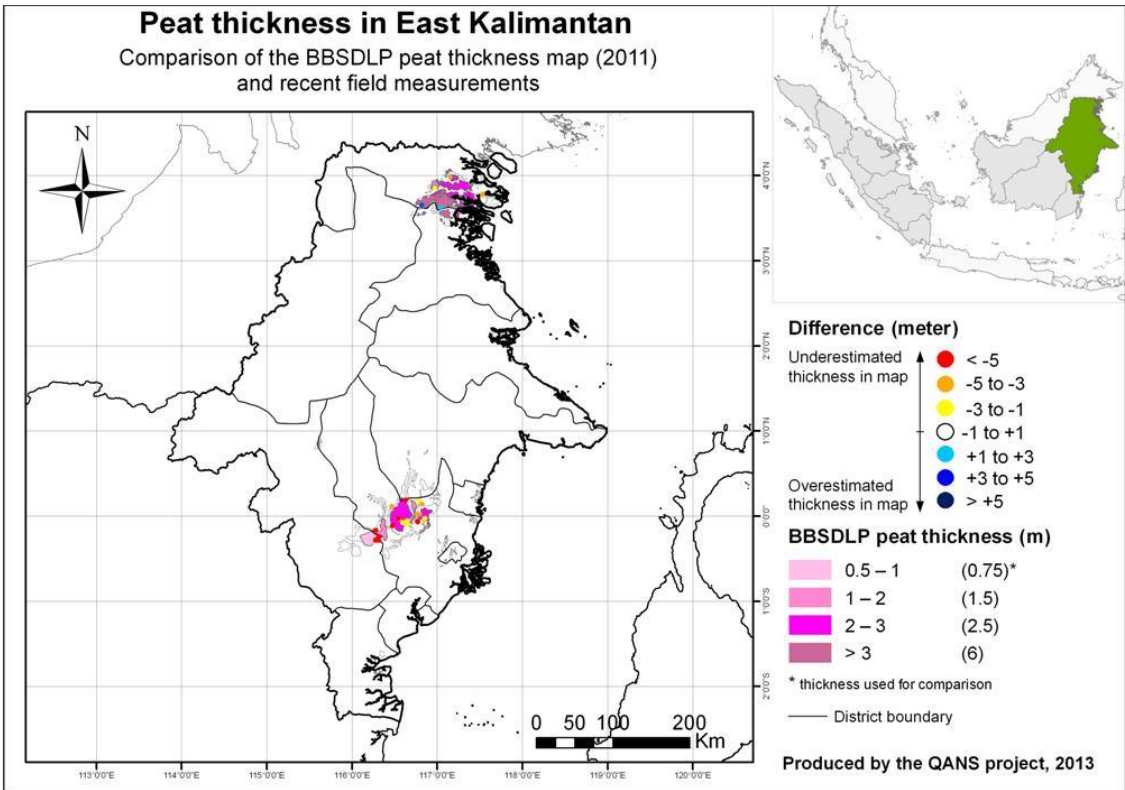 Peat thickness in East Kalimantan
Comparison of the BBSDLP peat thickness map (2011)
and recent field measurements
N
4°0'N
3°0'N
2°0'N
1°0'N
0°0'0"
1°0'S
2°0'S
113°0'0"E
114°0'0"E
115°0'0"E
116°0'0"E
117°0'0"E
118°0'0"E
119°0'0"E
120°0'0"E
0 50 100 200
Km
Difference (meter)
Underestimated
thickness in map
< -5
-5 to -3
-3 to -1
-1 to +1
+1 to +3
+3 to +5
> +5
Overestimated
thickness in map
BBSDLP peat thickness (m)
0.5 – 1 (0.75)*
1 – 2 (1.5)
2 – 3 (2.5)
> 3 (6)
* thickness used for comparison
District boundary
Produced by the QANS project, 2013